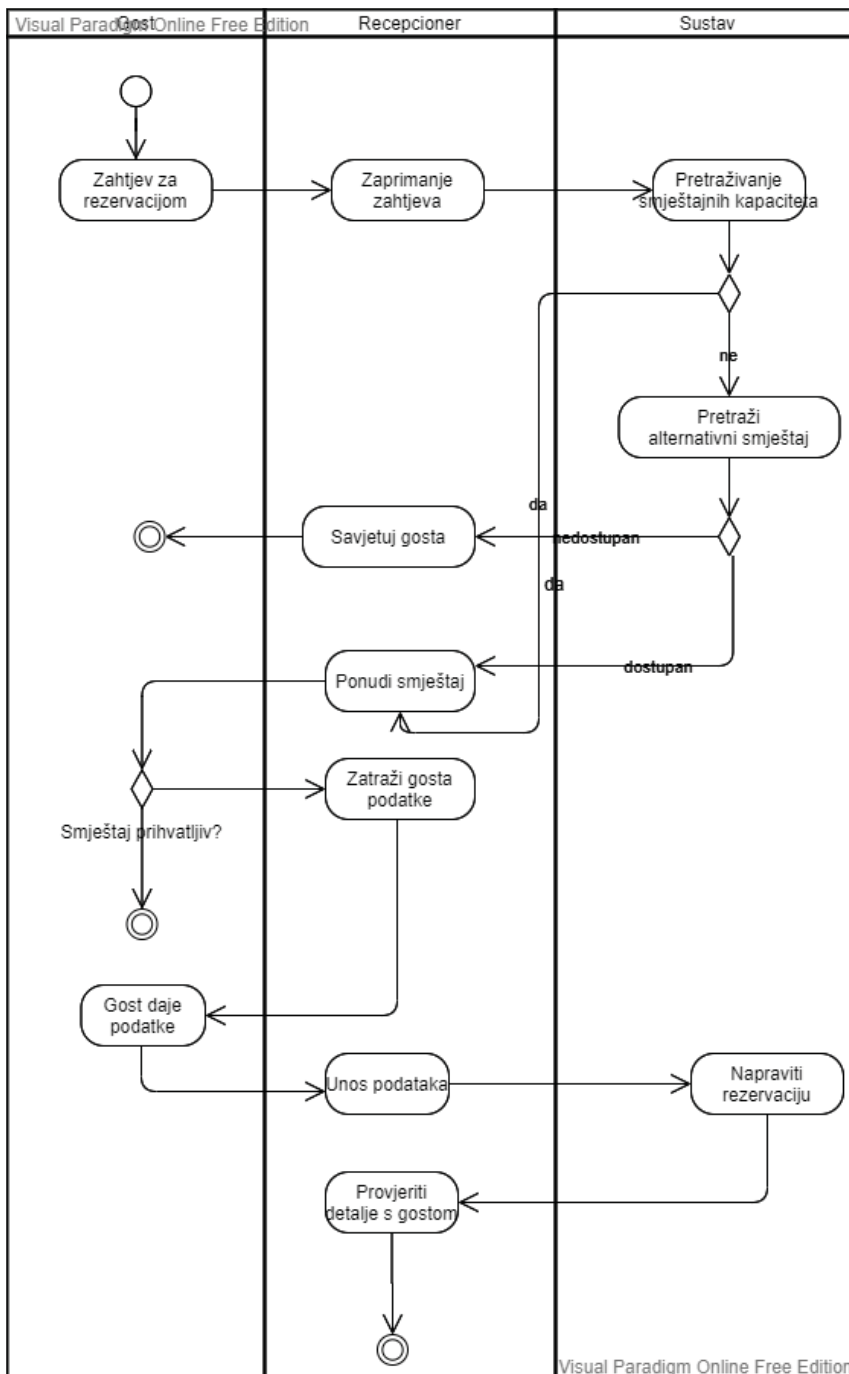 Visual Paradigm Online Free Edition
Gost
Recepcioner
Sustav
Zahtjev za
rezervacijom
Zaprimanje
zahtjeva
Pretraživanje
smještajnih kapaciteta
ne
Pretraži
alternativni smještaj
da
Savjetuj gosta
nedostupan
da
Ponudi smještaj
dostupan
Zatraži gosta
podatke
Smještaj prihvatljiv?
Gost daje
podatke
Unos podataka
Napraviti
rezervaciju
Provjeriti
detalje s gostom
Visual Paradigm Online Free Edition